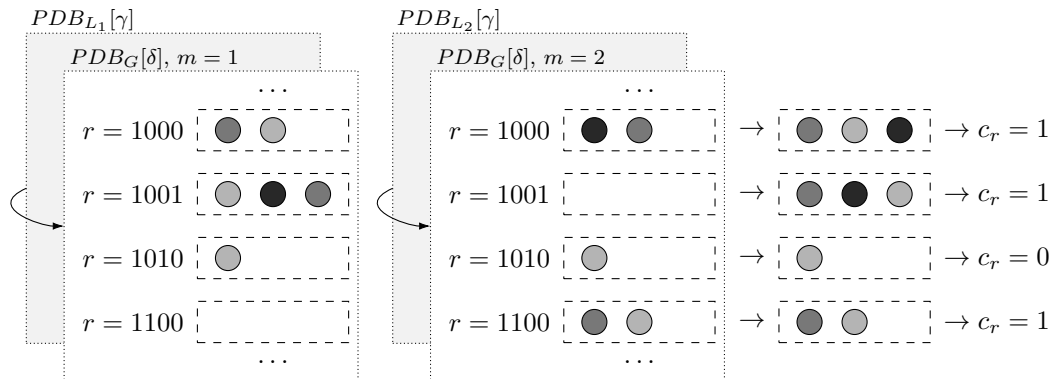 PDB_{L_1}[γ] PDB_{L_2}[γ]
PDB_G[δ], m = 1 PDB_G[δ], m = 2
... ...
r = 1000 r = 1000 → → c_r = 1
r = 1001 r = 1001 → → c_r = 1
r = 1010 r = 1010 → → c_r = 0
r = 1100 r = 1100 → → c_r = 1
... ...